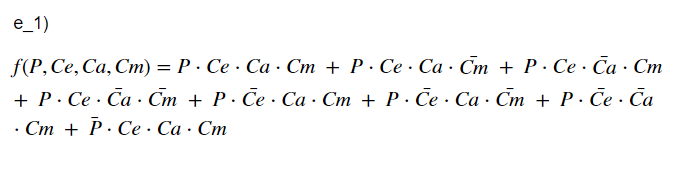 e_1)
f(P, Ce, Ca, Cm) = P · Ce · Ca · Cm + P · Ce · Ca · C̄m + P · Ce · C̄a · Cm
+ P · Ce · C̄a · C̄m + P · C̄e · Ca · Cm + P · C̄e · Ca · C̄m + P · C̄e · C̄a
· Cm + P̄ · Ce · Ca · Cm